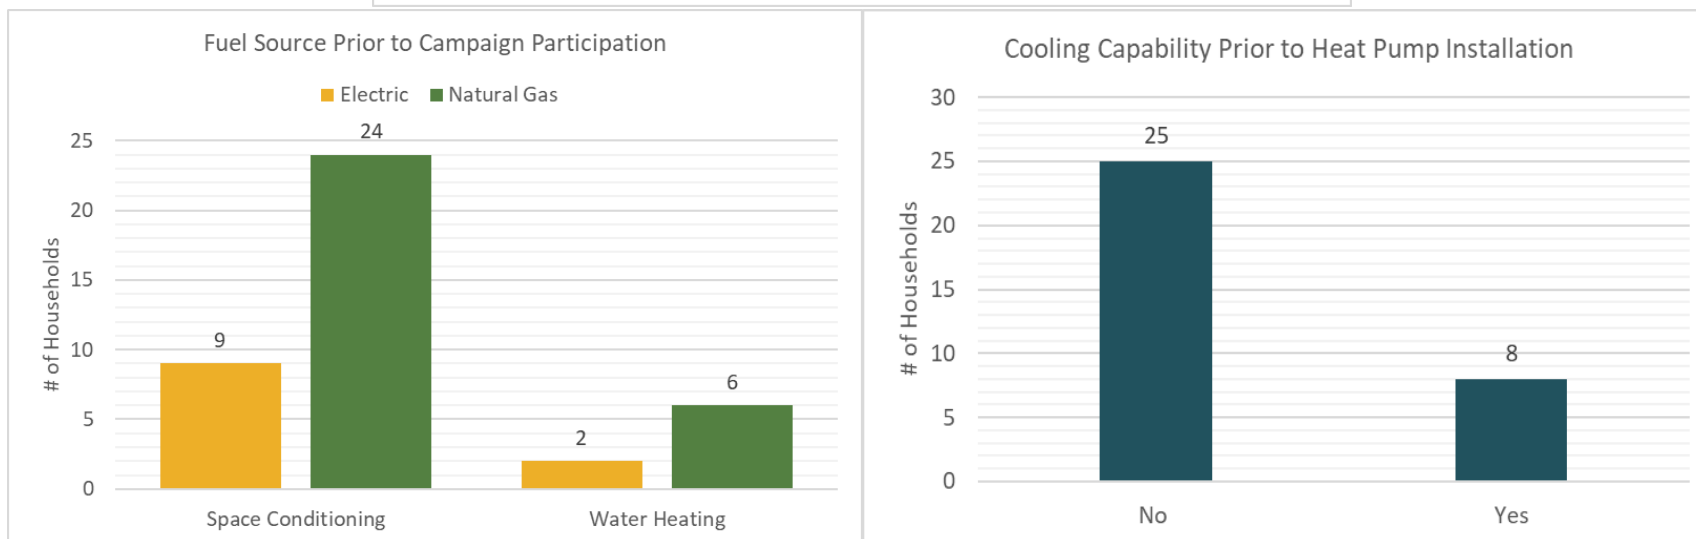 Fuel Source Prior to Campaign Participation
Electric Natural Gas
# of Households
25
20
15
10
5
0
9
24
2
6
Space Conditioning Water Heating
Cooling Capability Prior to Heat Pump Installation
# of Households
30
25
20
15
10
5
0
25
8
No Yes